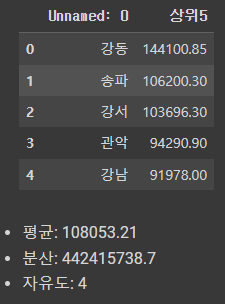 Unnamed: 0 상위5
0 강동 144100.85
1 송파 106200.30
2 강서 103696.30
3 관악 94290.90
4 강남 91978.00
• 평균: 108053.21
• 분산: 442415738.7
• 자유도: 4